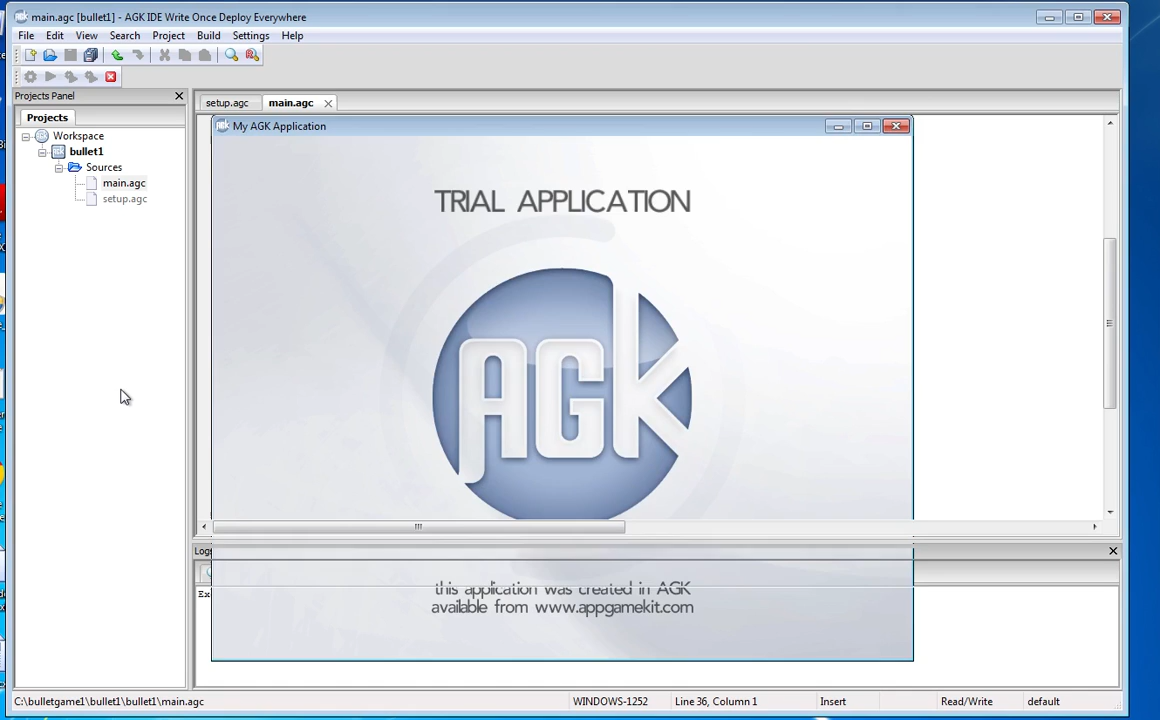 main.agc [bullet1] - AGK IDE Write Once Deploy Everywhere
File Edit View Search Project Build Settings Help
Projects Panel
Projects
Workspace
bullet1
Sources
main.agc
setup.agc
setup.agc main.agc
My AGK Application
TRIAL APPLICATION
AGK
this application was created in AGK
available from www.appgamekit.com
Logs
C:\bulletgame1\bullet1\bullet1\main.agc WINDOWS-1252 Line 36, Column 1 Insert Read/Write default